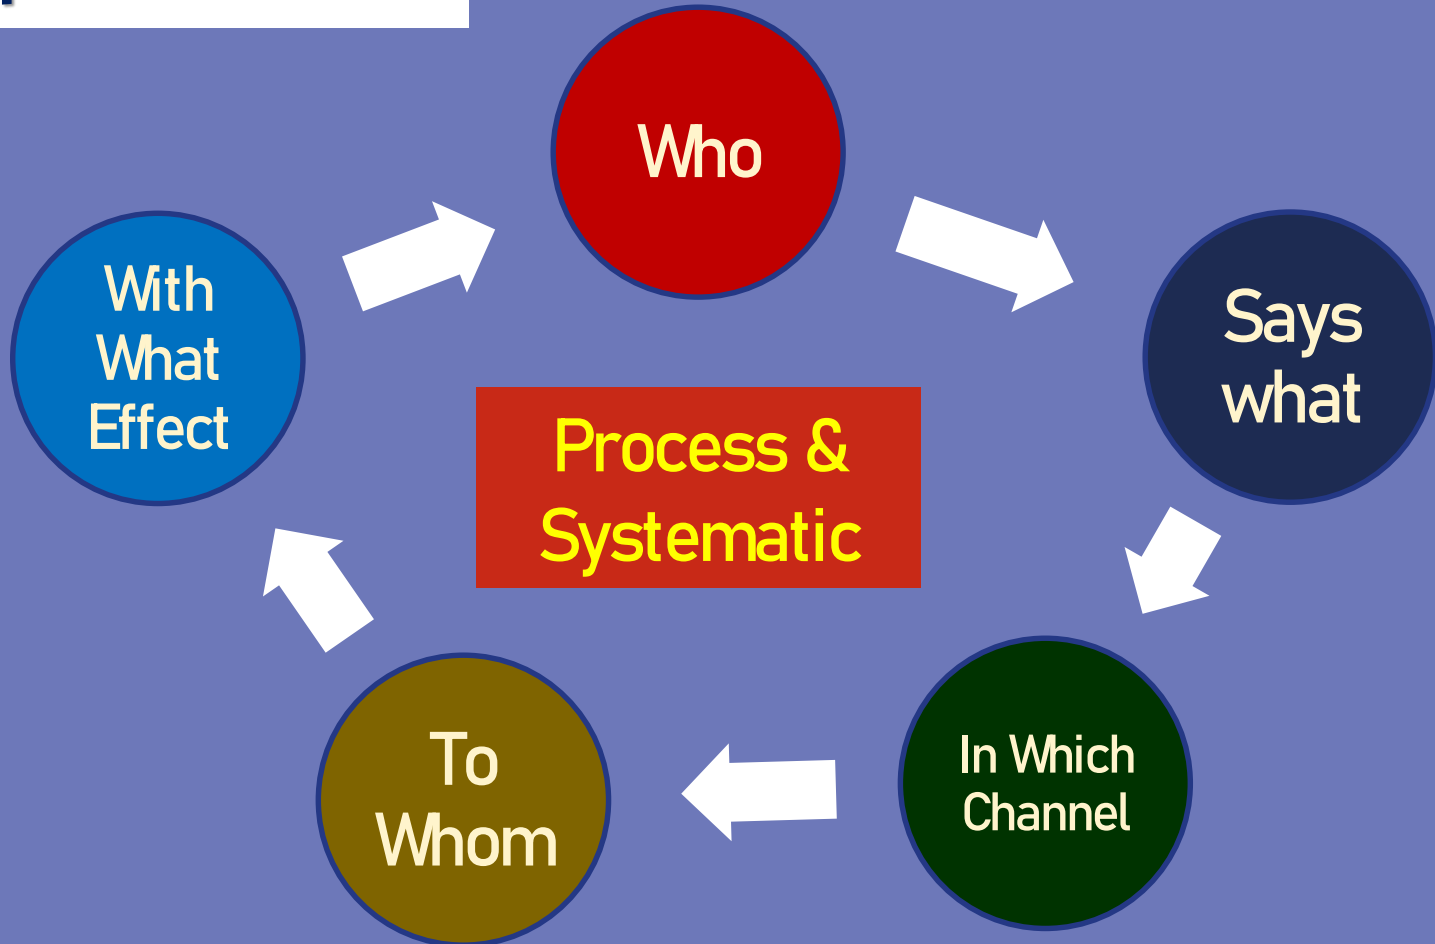 Who
Says
what
In Which
Channel
To
Whom
With
What
Effect
Process &
Systematic